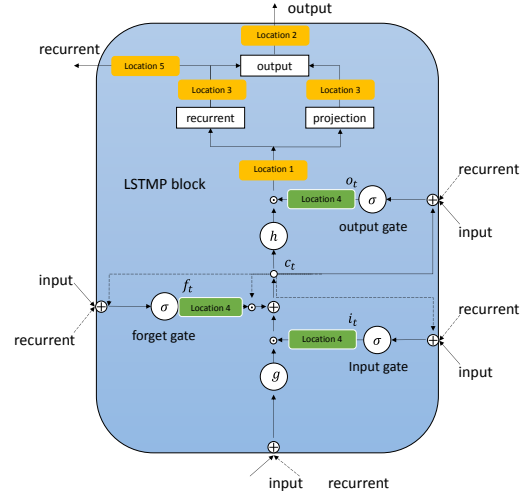 output
Location 2
recurrent
Location 5
output
Location 3
Location 3
recurrent
projection
Location 1
LSTMP block
recurrent
o_t
Location 4
σ
output gate
input
h
c_t
input
f_t
σ
Location 4
forget gate
recurrent
recurrent
i_t
Location 4
σ
Input gate
input
g
input
recurrent